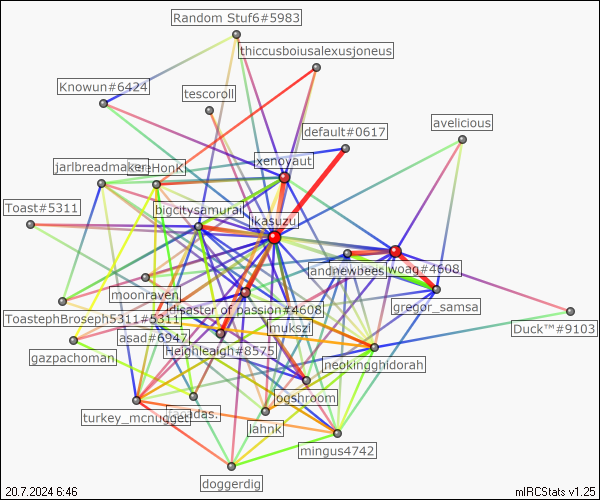 Random Stuf6#5983
thiccusboiusalexusjoneus
Knowun#6424
tescoroll
avelicious
default#0617
xenoyaut
jarlbreadmaker
HonK
Toast#5311
bigcitysamurai
ikasuzu
andrewbees
woag#4608
moonraven
gregor_samsa
disaster of passion#4608
ToastephBroseph5311#5311
mukszi
Duck™#9103
asad#6947
Heighleaigh#8575
gazpachoman
neokingghidorah
ogshroom
turkey_mcnugget
lahnk
mingus4742
doggerdig
20.7.2024 6:46
mIRCStats v1.25